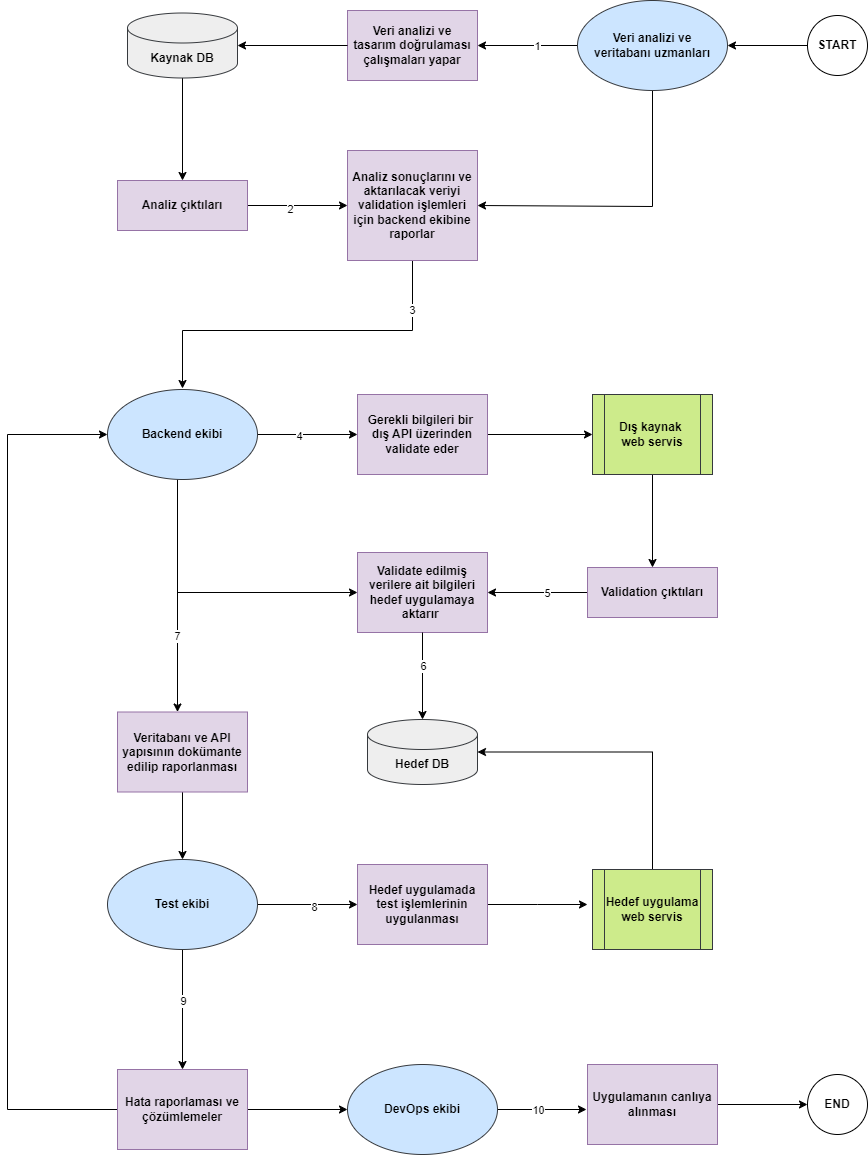 Veri analizi ve
tasarım doğrulaması
çalışmaları yapar
1
Veri analizi ve
veritabanı uzmanları
START
Kaynak DB
Analiz çıktıları
2
Analiz sonuçlarını ve
aktarılacak veriyi
validation işlemleri
için backend ekibine
raporlar
3
Backend ekibi
4
Gerekli bilgileri bir
dış API üzerinden
validate eder
Dış kaynak
web servis
Validate edilmiş
verilere ait bilgileri
hedef uygulamaya
aktarır
5
Validation çıktıları
7
6
Veritabanı ve API
yapısının dokümante
edilip raporlanması
Hedef DB
Test ekibi
8
Hedef uygulamada
test işlemlerinin
uygulanması
Hedef uygulama
web servis
9
Hata raporlaması ve
çözümlemeler
DevOps ekibi
10
Uygulamanın canlıya
alınması
END